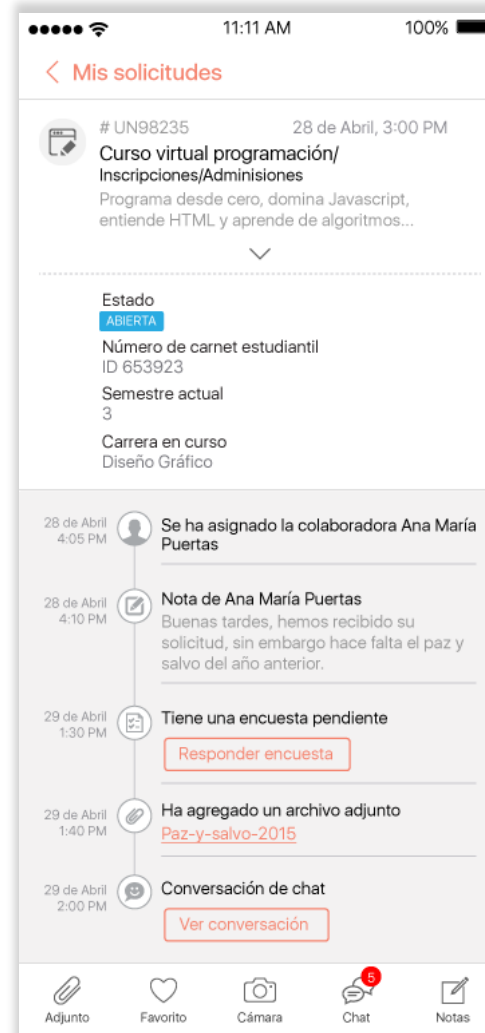 11:11 AM 100%
Mis solicitudes
# UN98235 28 de Abril, 3:00 PM
Curso virtual programación/
Inscripciones/Adminisiones
Programa desde cero, domina Javascript,
entiende HTML y aprende de algoritmos...
Estado
ABIERTA
Número de carnet estudiantil
ID 653923
Semestre actual
3
Carrera en curso
Diseño Gráfico
28 de Abril
4:05 PM
Se ha asignado la colaboradora Ana María
Puertas
28 de Abril
4:10 PM
Nota de Ana María Puertas
Buenas tardes, hemos recibido su
solicitud, sin embargo hace falta el paz y
salvo del año anterior.
29 de Abril
1:30 PM
Tiene una encuesta pendiente
Responder encuesta
29 de Abril
1:40 PM
Ha agregado un archivo adjunto
Paz-y-salvo-2015
29 de Abril
2:00 PM
Conversación de chat
Ver conversación
5
Adjunto Favorito Cámara Chat Notas